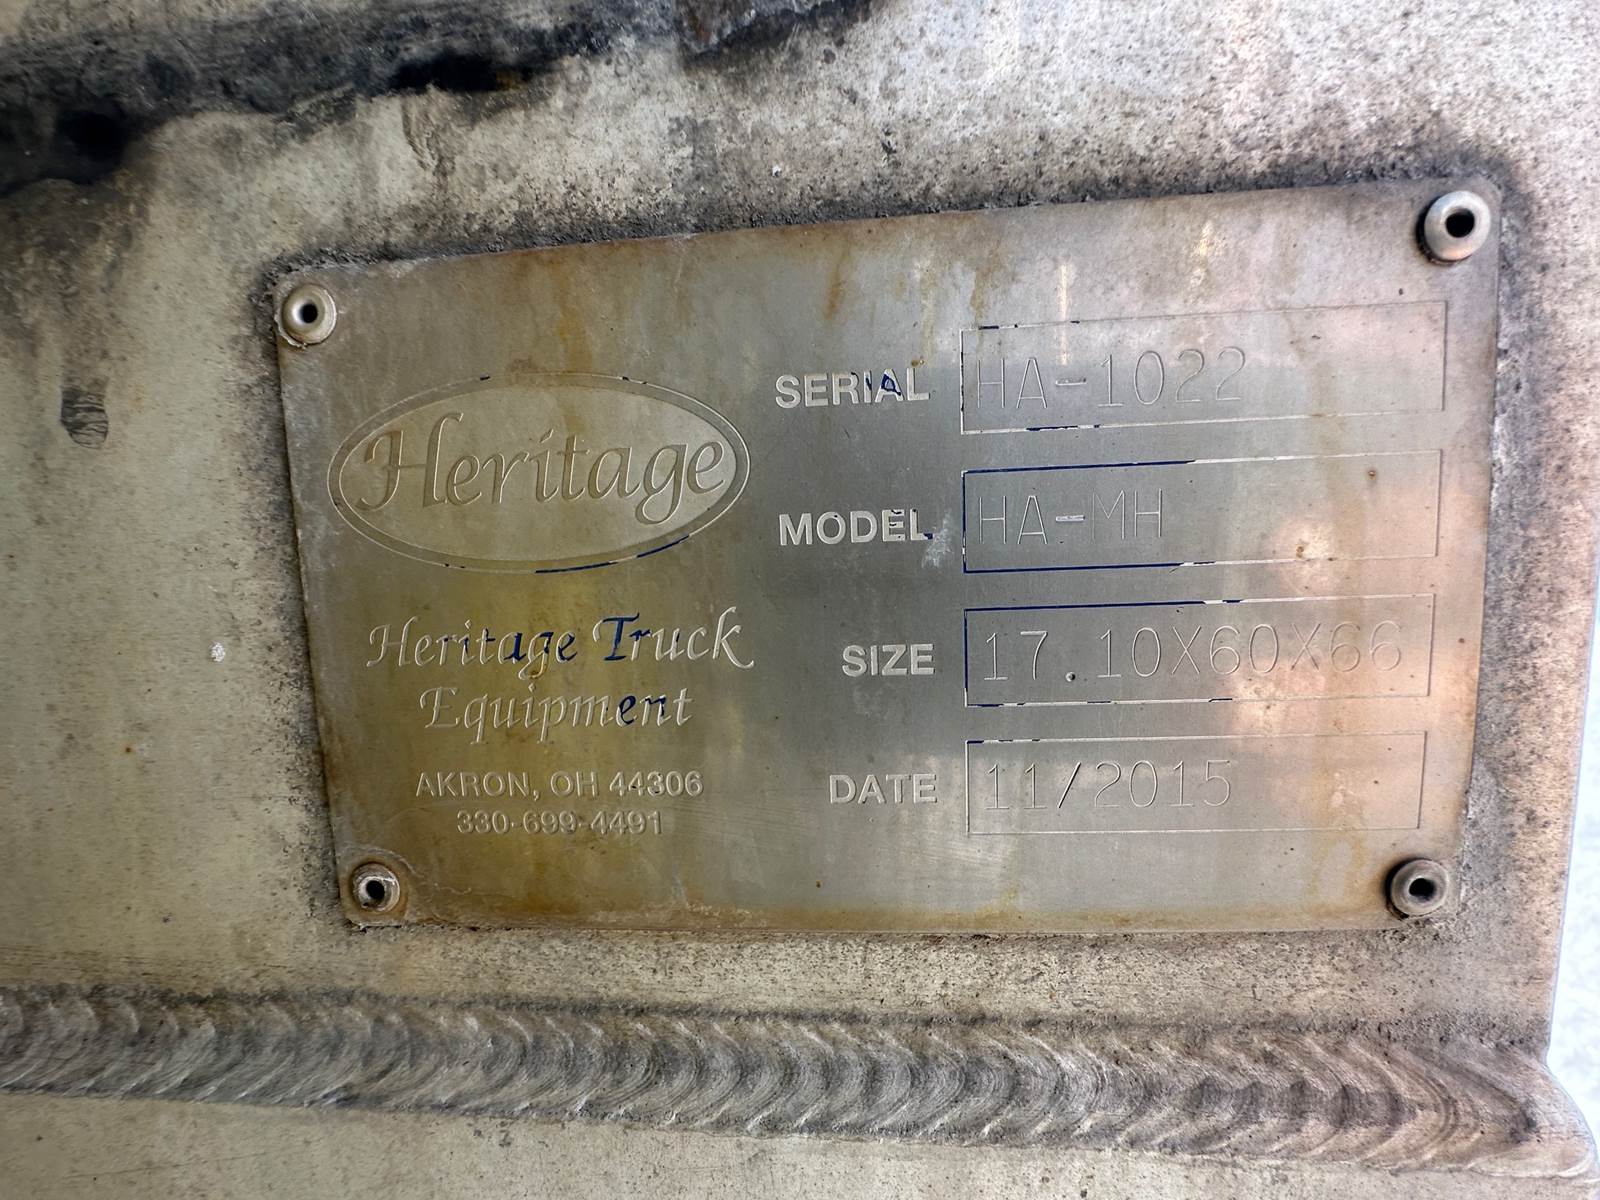 Heritage
Heritage Truck
Equipment
AKRON, OH 44306
330-699-4491
SERIAL HA-1022
MODEL HA-MH
SIZE 17.10X60X66
DATE 11/2015